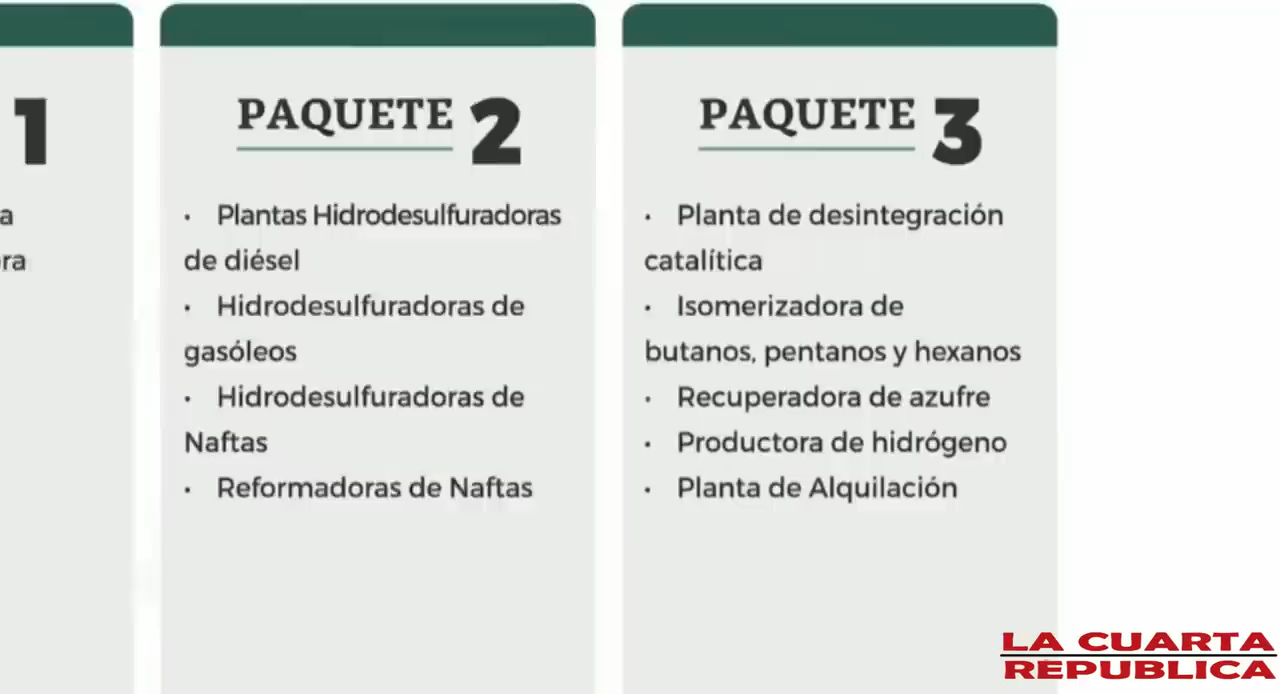 1
PAQUETE 2
• Plantas Hidrodesulfuradoras
de diésel
• Hidrodesulfuradoras de
gasóleos
• Hidrodesulfuradoras de
Naftas
• Reformadoras de Naftas
PAQUETE 3
• Planta de desintegración
catalítica
• Isomerizadora de
butanos, pentanos y hexanos
• Recuperadora de azufre
• Productora de hidrógeno
• Planta de Alquilación
LA CUARTA
REPUBLICA